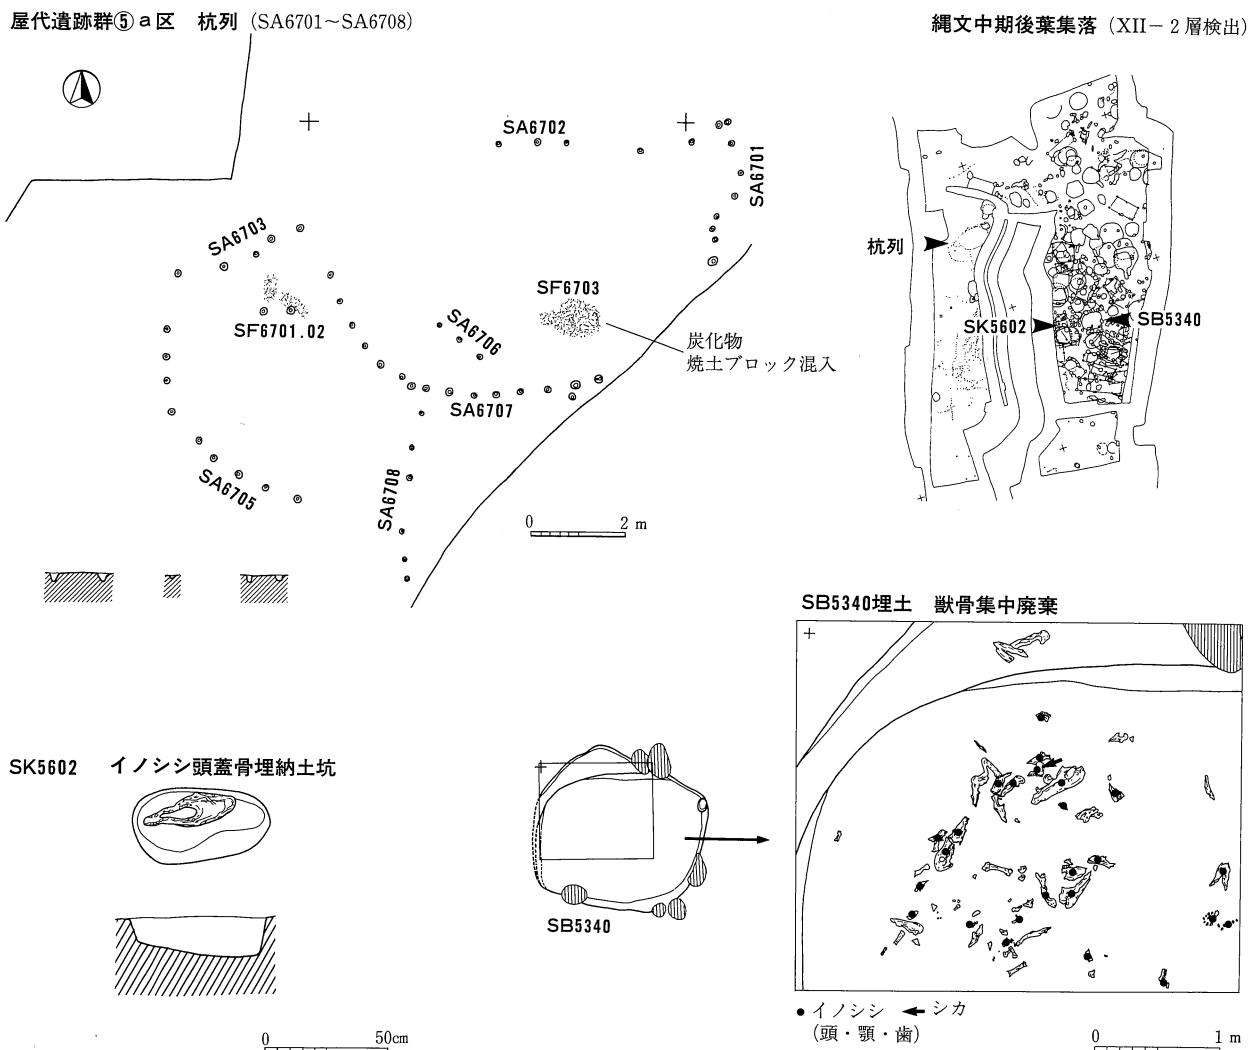 屋代遺跡群⑤a区 杭列 (SA6701～SA6708)
縄文中期後葉集落 (XII－2層検出)
SA6702
SA6701
SA6703
SF6703
SF6701.02
SA6706
炭化物
焼土ブロック混入
SA6707
SA6705
SA6708
0 2 m
杭列
SK5602
SB5340
SB5340埋土 獣骨集中廃棄
SK5602 イノシシ頭蓋骨埋納土坑
SB5340
イノシシ シカ
(頭・顎・歯)
0 50cm
0 1 m